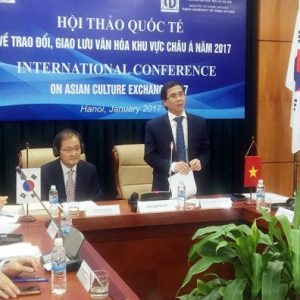 HỘI THẢO QUỐC TẾ
VỀ TRAO ĐỔI, GIAO LƯU VĂN HÓA KHU VỰC CHÂU Á NĂM 2017
INTERNATIONAL CONFERENCE
ON ASIAN CULTURE EXCHANGE
Hanoi, January 2017